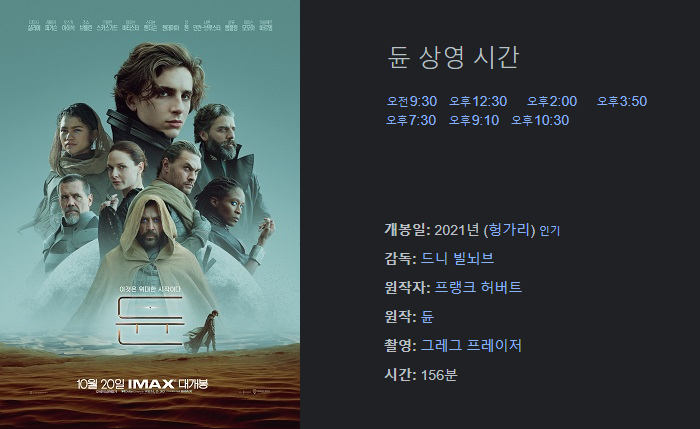 듄 상영 시간
오전9:30 오후12:30 오후2:00 오후3:50
오후7:30 오후9:10 오후10:30
개봉일: 2021년 (헝가리) 인기
감독: 드니 빌뇌브
원작자: 프랭크 허버트
원작: 듄
촬영: 그레그 프레이저
시간: 156분
이것은 위대한 시작이다
듄
10월 20일 IMAX 대개봉